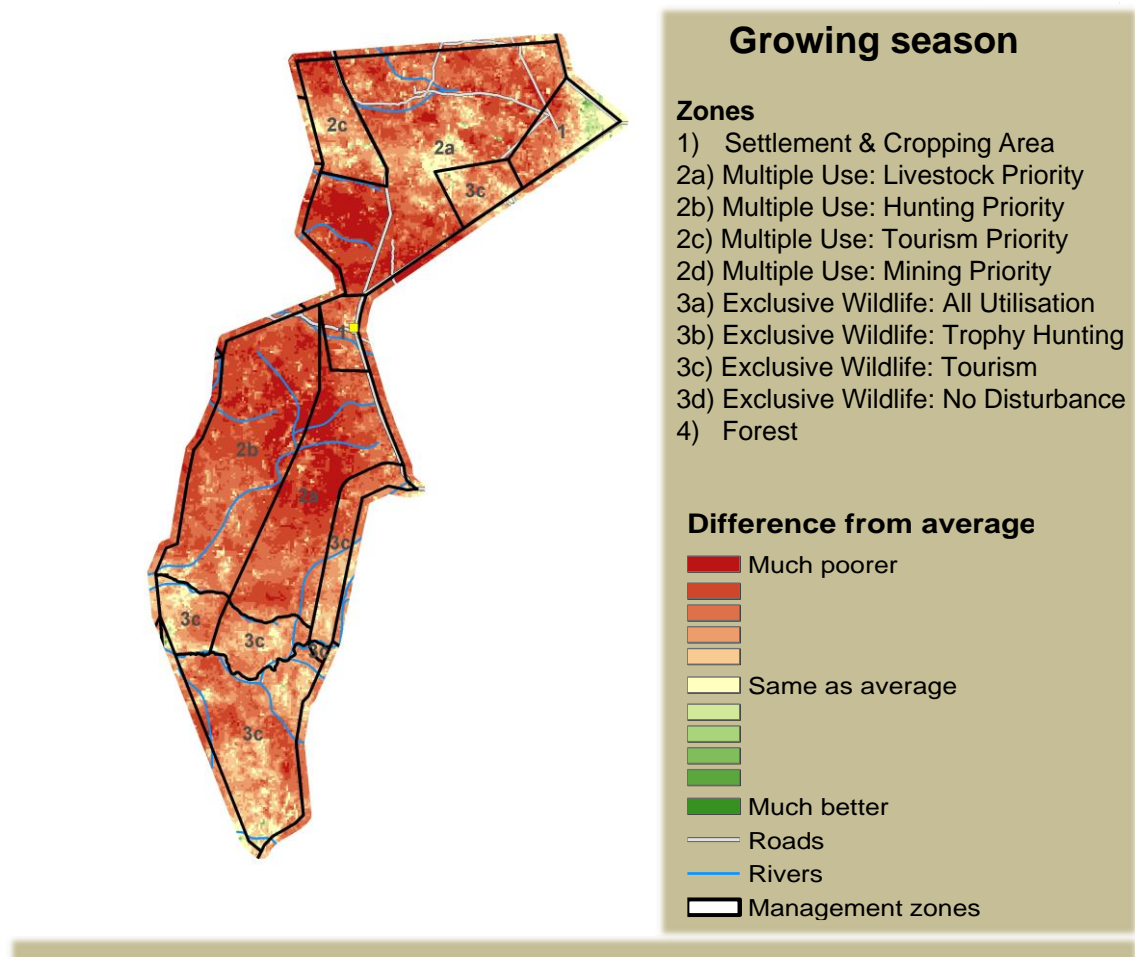 Growing season
Zones
1) Settlement & Cropping Area
2a) Multiple Use: Livestock Priority
2b) Multiple Use: Hunting Priority
2c) Multiple Use: Tourism Priority
2d) Multiple Use: Mining Priority
3a) Exclusive Wildlife: All Utilisation
3b) Exclusive Wildlife: Trophy Hunting
3c) Exclusive Wildlife: Tourism
3d) Exclusive Wildlife: No Disturbance
4) Forest
Difference from average
Much poorer
Same as average
Much better
Roads
Rivers
Management zones
2c
1
2a
3c
1
2b
2a
3c
3c
3c
3c
3c